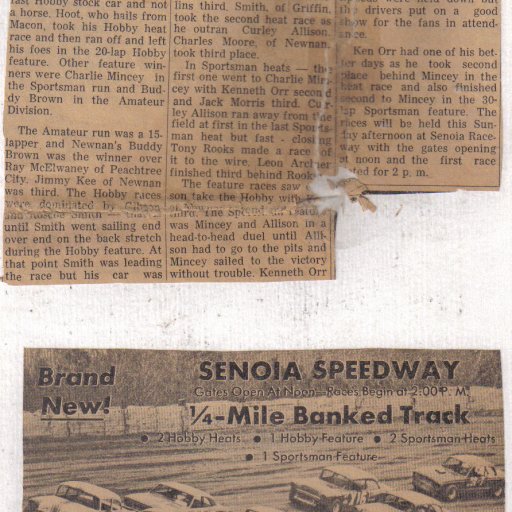 fast Hobby stock car and not
a horse. Hoot, who hails from
Macon, took his Hobby heat
race and then ran off and left
his foes in the 20-lap Hobby
feature. Other feature win-
ners were Charlie Mincey in
the Sportsman run and Bud-
dy Brown in the Amateur
Division.
The Amateur run was a 15-
lapper and Newnan's Buddy
Brown was the winner over
Ray McElwaney of Peachtree
City. Jimmy Kee of Newnan
was third. The Hobby races
were dominated by
until Smith went sailing end
over end on the back stretch
during the Hobby feature. At
that point Smith was leading
the race but his car was
lins third. Smith, of Griffin,
took the second heat race as
he outran Curley Allison.
Charles Moore, of Newnan,
took third place.
In Sportsman heats — the
first one went to Charlie Min-
cey with Kenneth Orr second
and Jack Morris third. Cur-
ley Allison ran away from the
field at first in the last Sports-
man heat but fast - closing
Tony Rooks made a race of
it to the wire. Leon Archer
finished third behind Rooks.
The feature races saw
son take the Hobby with
third. The
was Mincey and Allison in a
head-to-head duel until Alli-
son had to go to the pits and
Mincey sailed to the victory
without trouble. Kenneth Orr
were held down but
the drivers put on a good
show for the fans in attend-
ance.
Ken Orr had one of his bet-
ter days as he took second
place behind Mincey in the
heat race and also finished
second to Mincey in the 30-
lap Sportsman feature. The
races will be held this Sun-
day afternoon at Senoia Race-
way with the gates opening
at noon and the first race
ed for 2 p. m.
Brand
New!
SENOIA SPEEDWAY
Gates Open At Noon—Races Begin at 2:00 P. M.
¼-Mile Banked Track
● 2 Hobby Heats ● 1 Hobby Feature ● 2 Sportsman Heats
● 1 Sportsman Feature